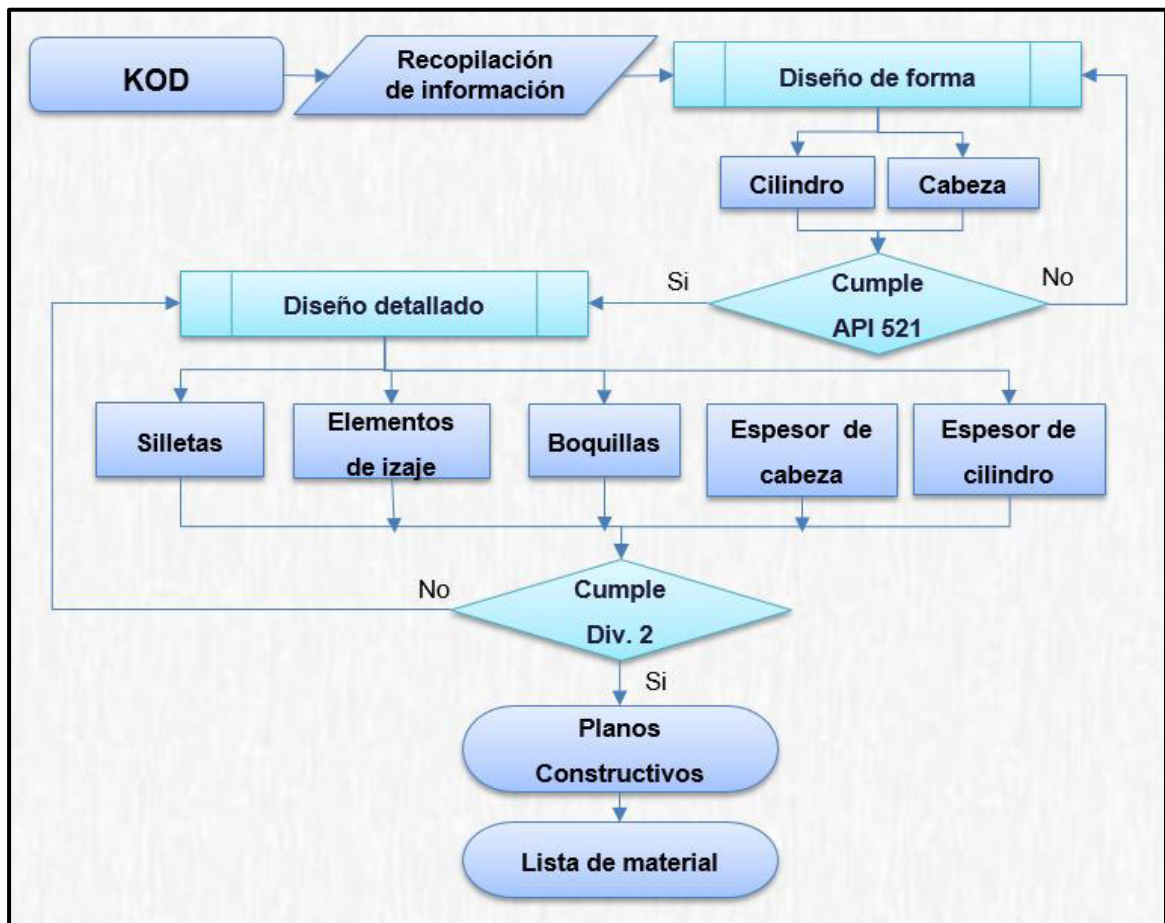 KOD
Recopilación
de información
Diseño de forma
Cilindro
Cabeza
Cumple
API 521
Si
No
Diseño detallado
Silletas
Elementos
de izaje
Boquillas
Espesor de
cabeza
Espesor de
cilindro
Cumple
Div. 2
No
Si
Planos
Constructivos
Lista de material